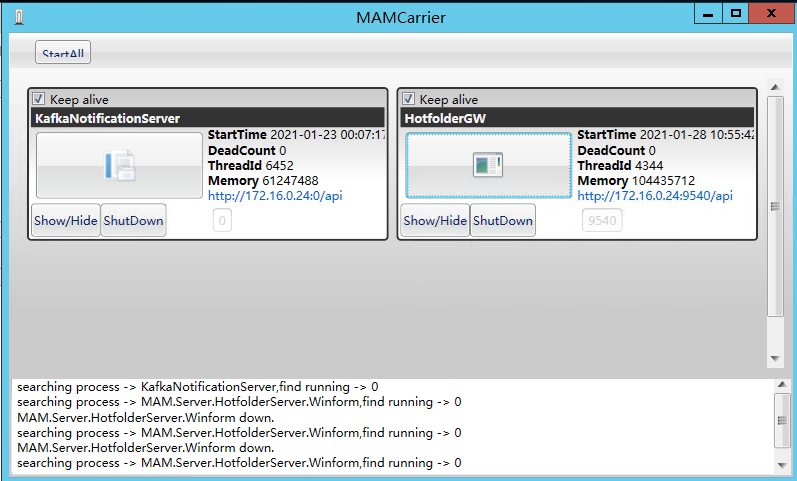 MAMCarrier
StartAll
Keep alive
KafkaNotificationServer
StartTime 2021-01-23 00:07:17
DeadCount 0
ThreadId 6452
Memory 61247488
http://172.16.0.24:0/api
Show/Hide ShutDown 0
Keep alive
HotfolderGW
StartTime 2021-01-28 10:55:42
DeadCount 0
ThreadId 4344
Memory 104435712
http://172.16.0.24:9540/api
Show/Hide ShutDown 9540
searching process -> KafkaNotificationServer,find running -> 0
searching process -> MAM.Server.HotfolderServer.Winform,find running -> 0
MAM.Server.HotfolderServer.Winform down.
searching process -> MAM.Server.HotfolderServer.Winform,find running -> 0
MAM.Server.HotfolderServer.Winform down.
searching process -> MAM.Server.HotfolderServer.Winform,find running -> 0